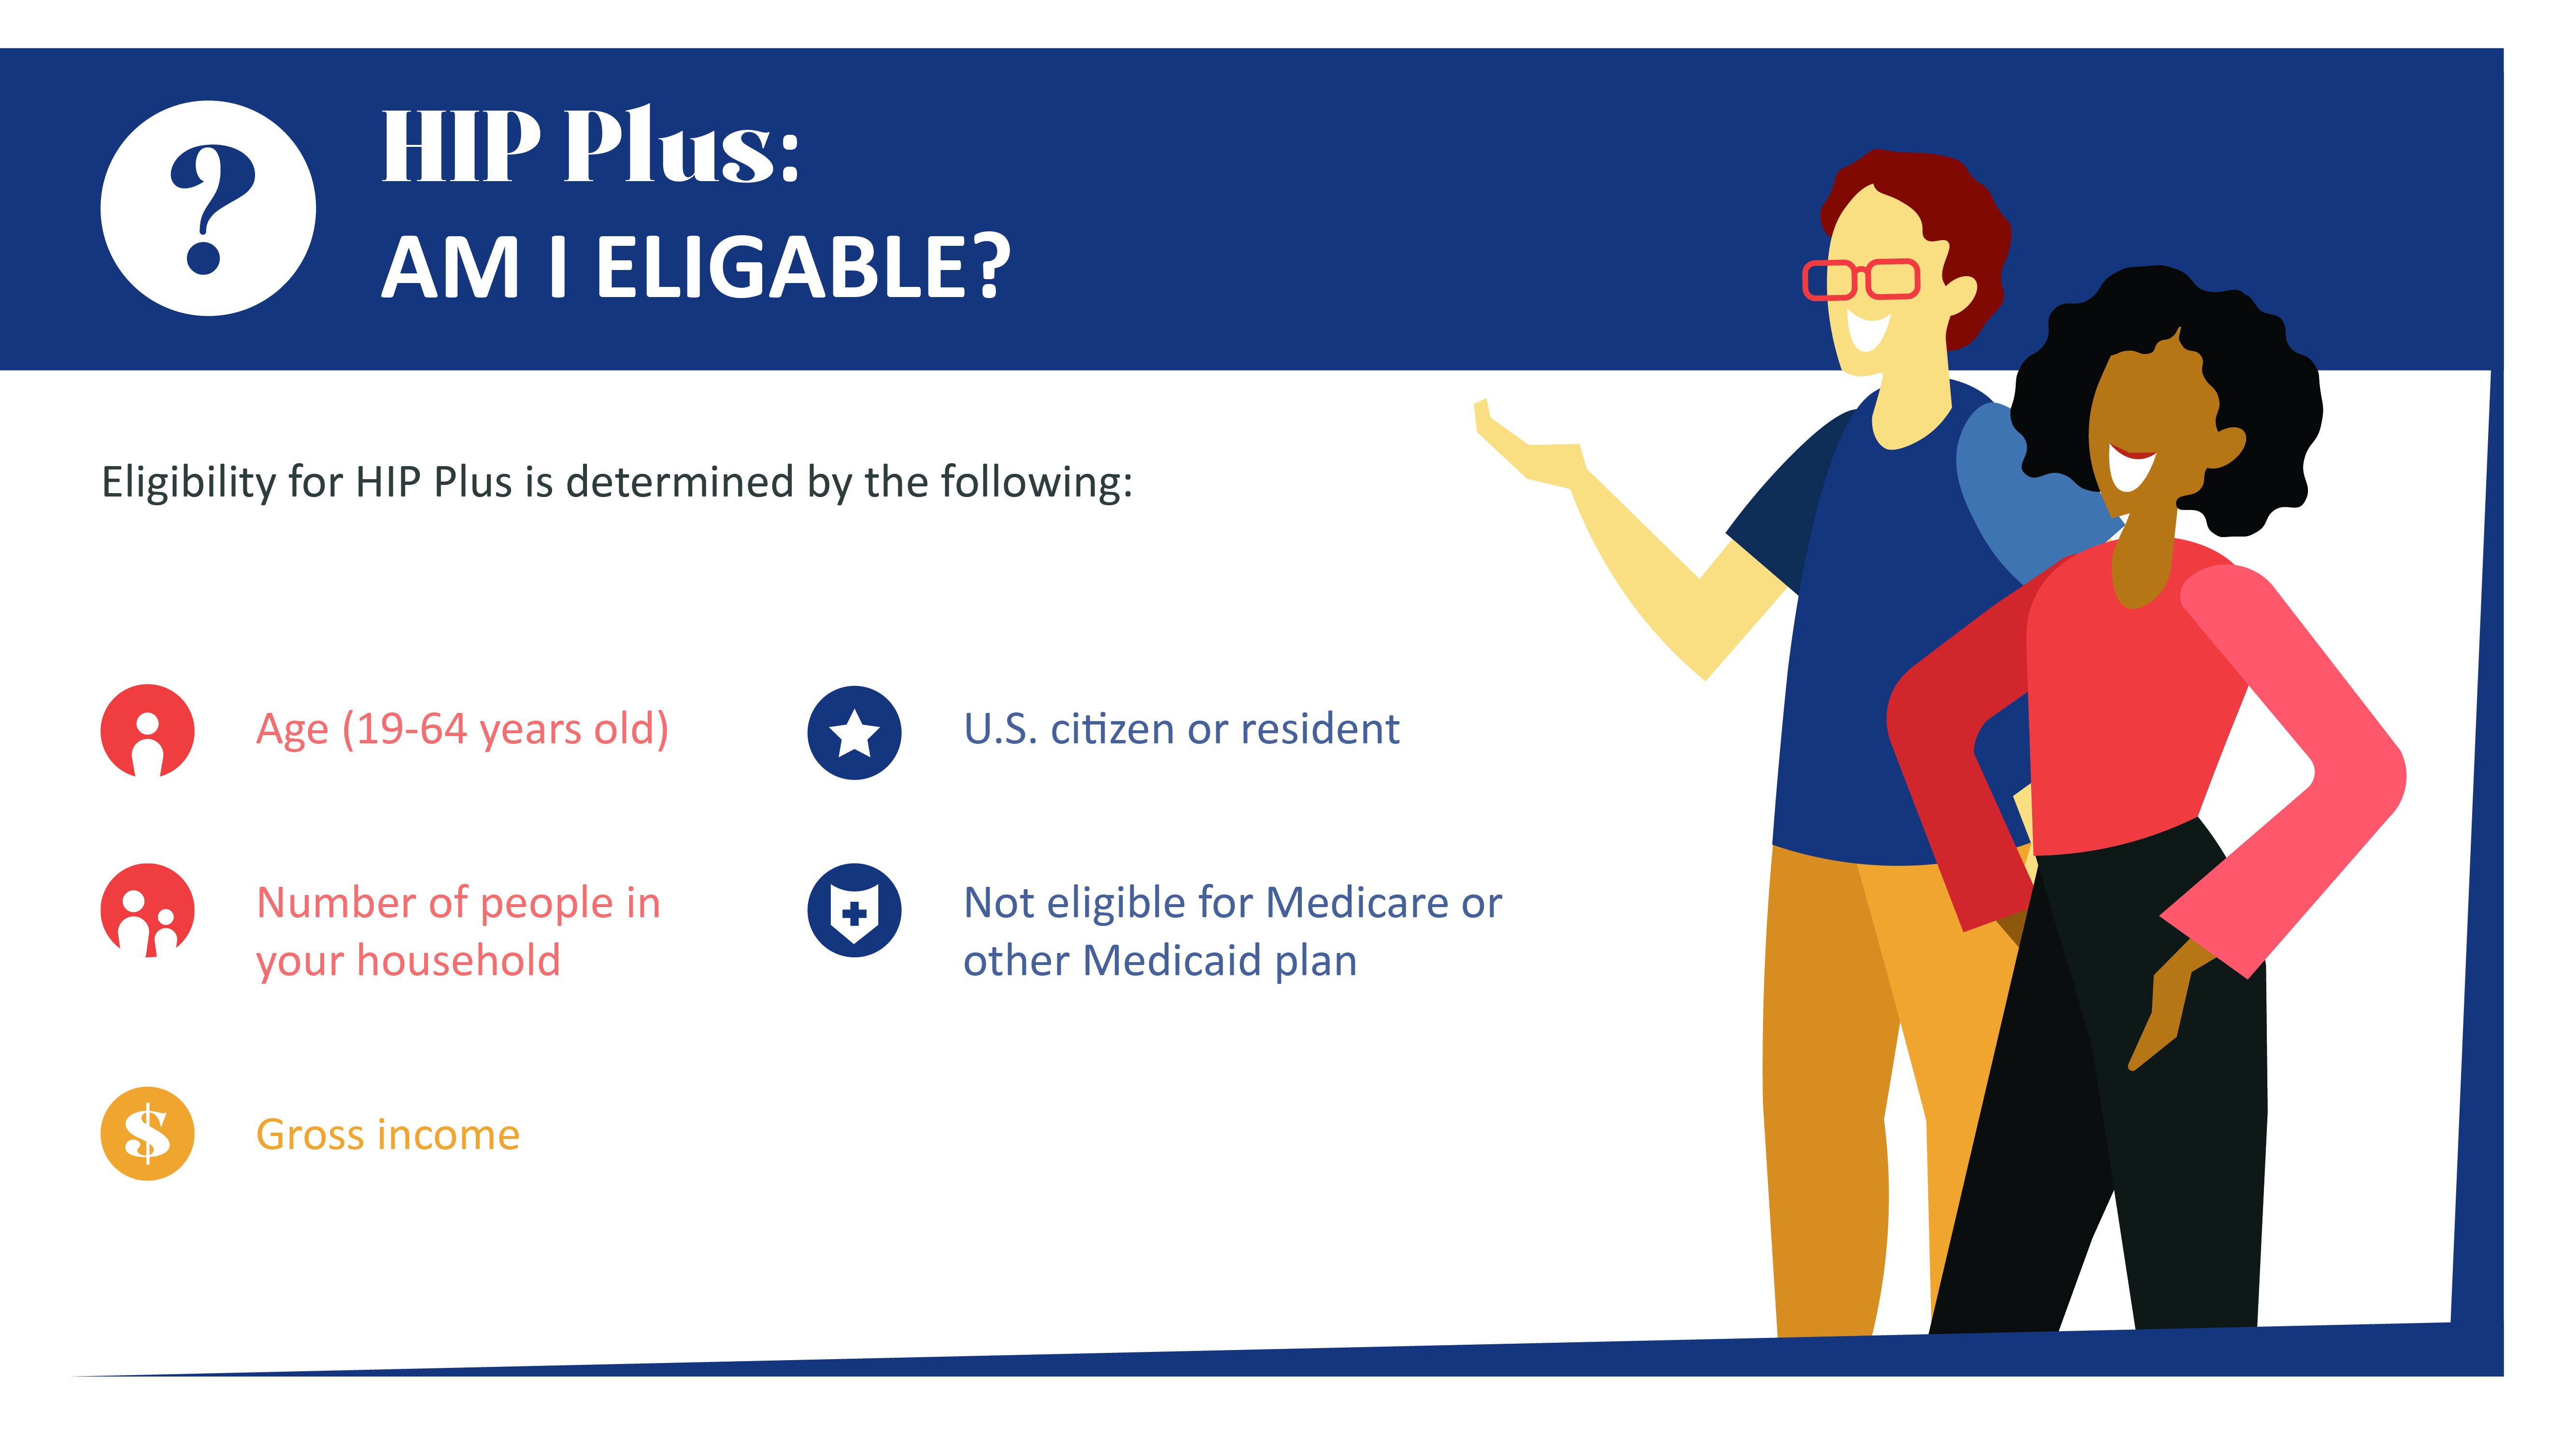 ?
HIP Plus:
AM I ELIGABLE?
Eligibility for HIP Plus is determined by the following:
Age (19-64 years old)
Number of people in
your household
$
Gross income
U.S. citizen or resident
Not eligible for Medicare or
other Medicaid plan